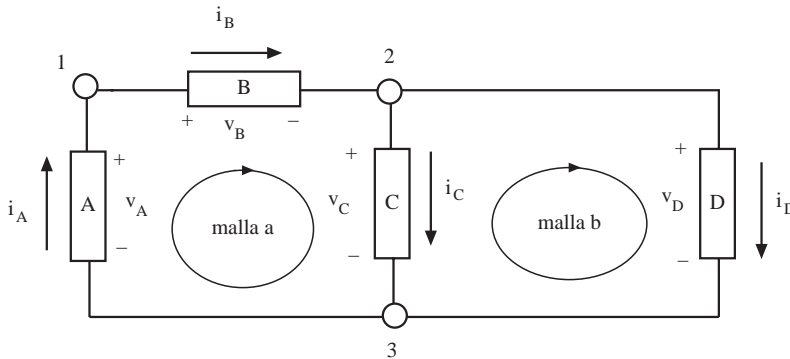 i_B
1
2
B
+ v_B −
i_A
A
+
v_A
−
malla a
+
v_C
−
C
i_C
malla b
+
v_D
−
D
i_D
3